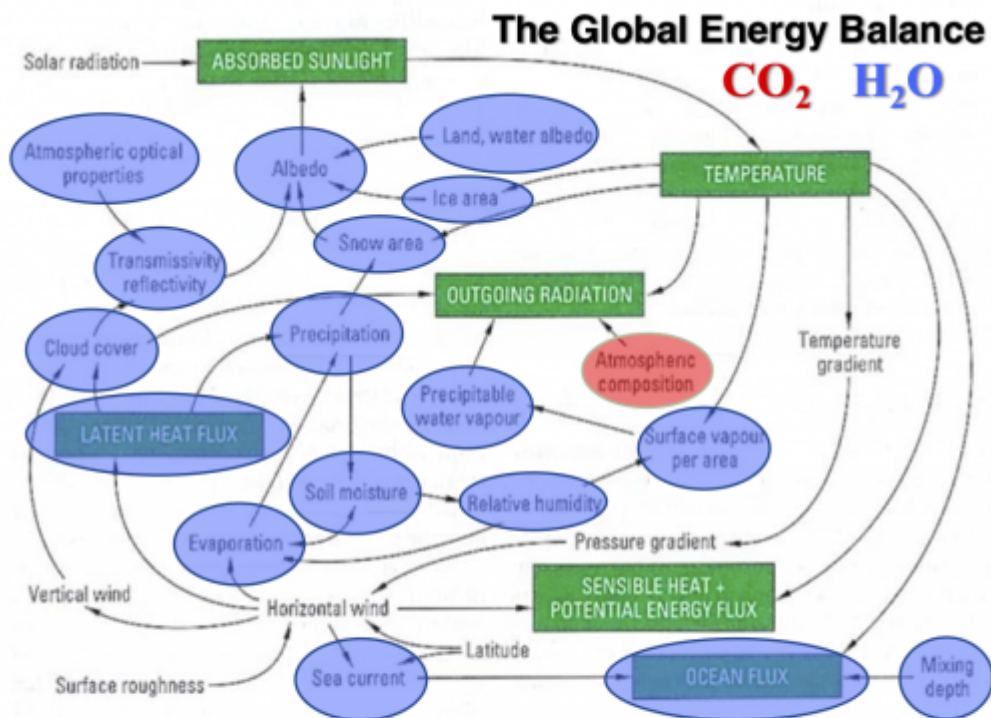 The Global Energy Balance
CO₂ H₂O
Solar radiation
ABSORBED SUNLIGHT
Atmospheric optical
properties
Albedo
Land, water albedo
TEMPERATURE
Ice area
Snow area
Transmissivity
reflectivity
OUTGOING RADIATION
Cloud cover
Precipitation
Temperature
gradient
Atmospheric
composition
Precipitable
water vapour
LATENT HEAT FLUX
Surface vapour
per area
Soil moisture
Relative humidity
Evaporation
Pressure gradient
SENSIBLE HEAT +
POTENTIAL ENERGY FLUX
Vertical wind
Horizontal wind
Latitude
Surface roughness
Sea current
OCEAN FLUX
Mixing
depth